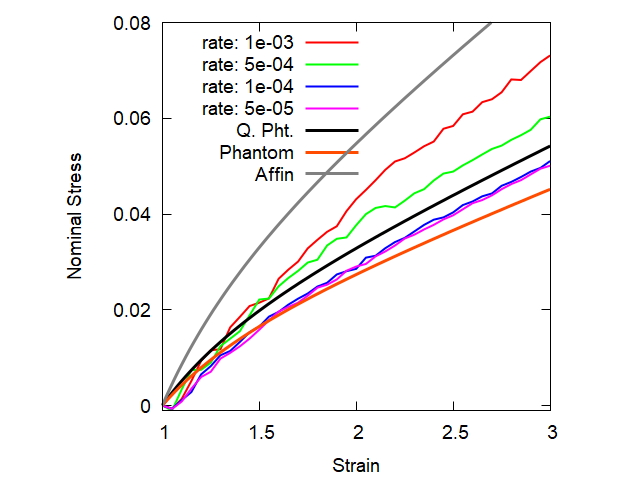 0.08
0.06
0.04
0.02
0
Nominal Stress
rate: 1e-03
rate: 5e-04
rate: 1e-04
rate: 5e-05
Q. Pht.
Phantom
Affin
1 1.5 2 2.5 3
Strain